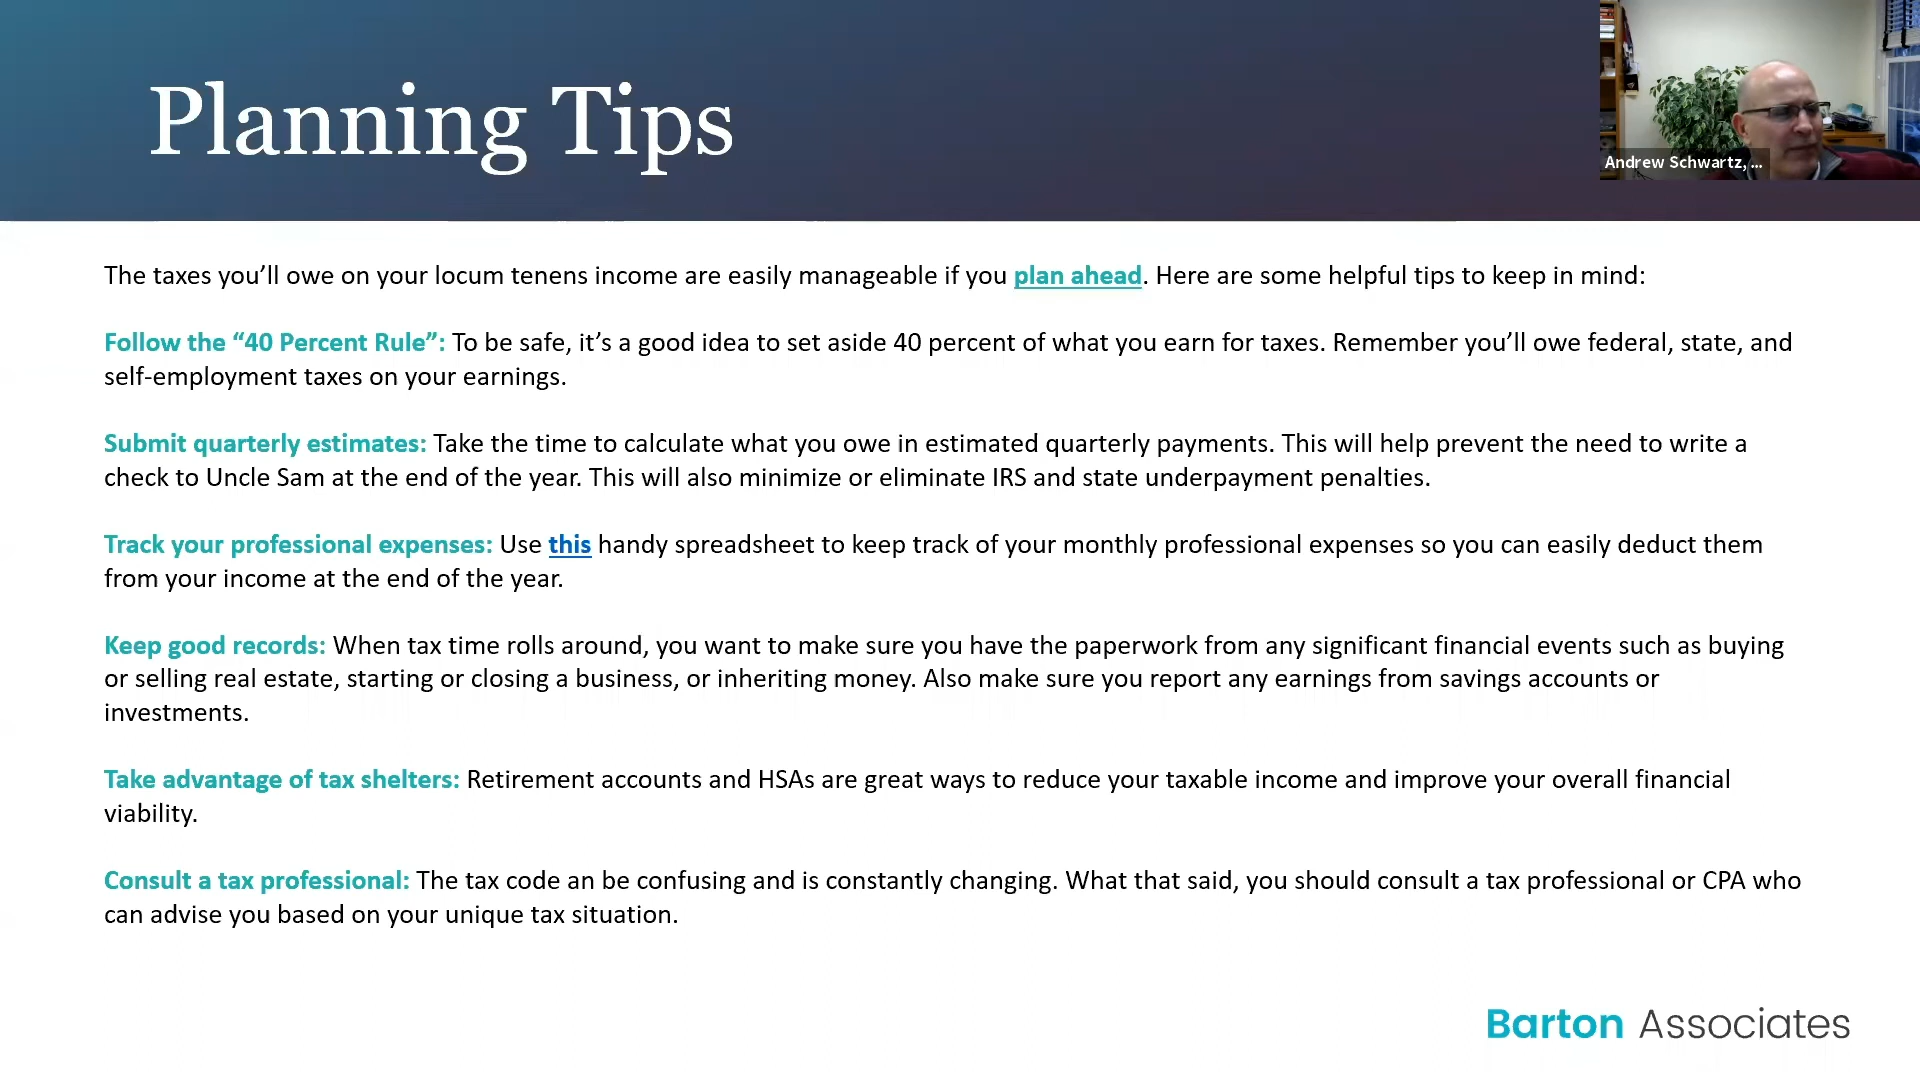 Planning Tips
Andrew Schwartz, ...
The taxes you’ll owe on your locum tenens income are easily manageable if you plan ahead. Here are some helpful tips to keep in mind:
Follow the “40 Percent Rule”: To be safe, it’s a good idea to set aside 40 percent of what you earn for taxes. Remember you’ll owe federal, state, and
self-employment taxes on your earnings.
Submit quarterly estimates: Take the time to calculate what you owe in estimated quarterly payments. This will help prevent the need to write a
check to Uncle Sam at the end of the year. This will also minimize or eliminate IRS and state underpayment penalties.
Track your professional expenses: Use this handy spreadsheet to keep track of your monthly professional expenses so you can easily deduct them
from your income at the end of the year.
Keep good records: When tax time rolls around, you want to make sure you have the paperwork from any significant financial events such as buying
or selling real estate, starting or closing a business, or inheriting money. Also make sure you report any earnings from savings accounts or
investments.
Take advantage of tax shelters: Retirement accounts and HSAs are great ways to reduce your taxable income and improve your overall financial
viability.
Consult a tax professional: The tax code an be confusing and is constantly changing. What that said, you should consult a tax professional or CPA who
can advise you based on your unique tax situation.
Barton Associates